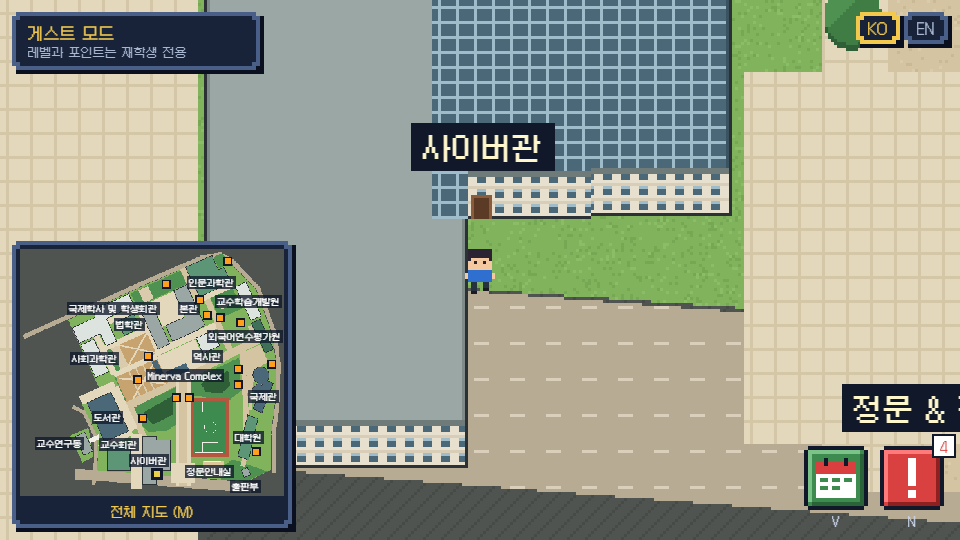 게스트 모드
레벨과 포인트는 재학생 전용
KO
EN
사이버관
인문과학관
국제학사 및 학생회관
본관
교수학습개발원
법학관
외국어연수평가원
사회과학관
역사관
Minerva Complex
국제관
도서관
교수연구동
교수회관
대학원
사이버관
정문안내실
출판부
전체 지도 (M)
정문 &
4
V
N